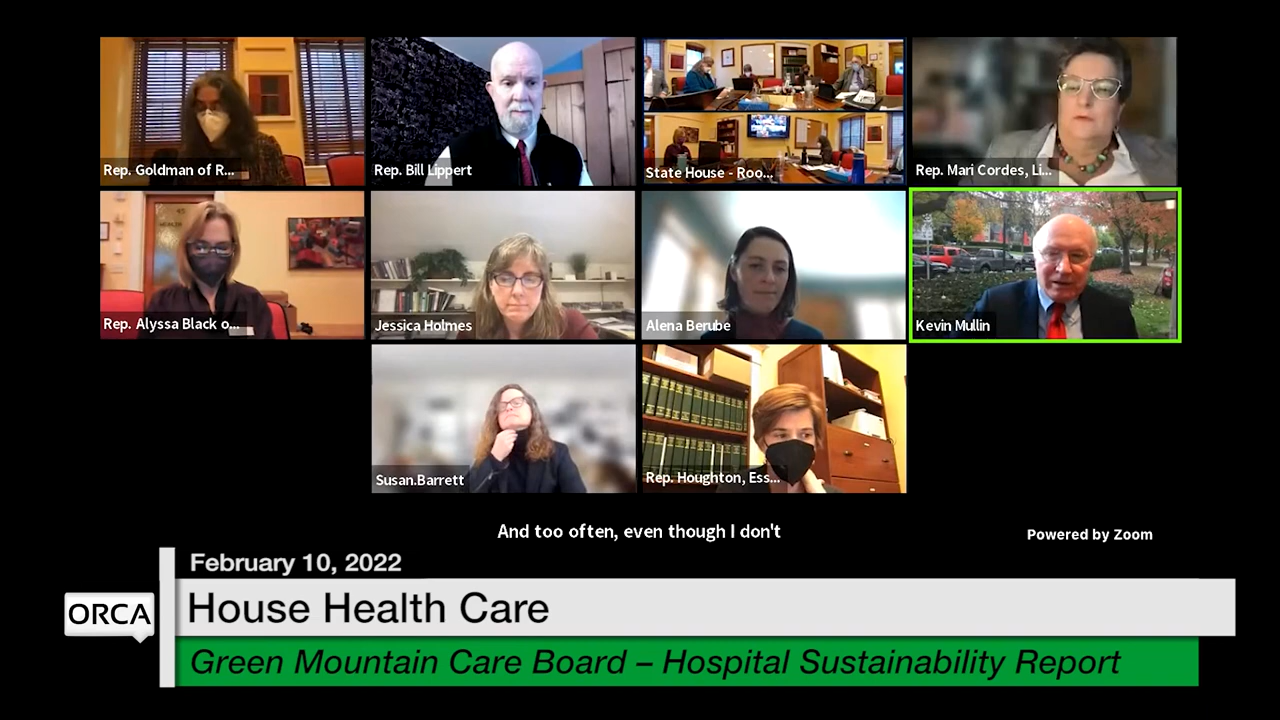 Rep. Goldman of R...
Rep. Bill Lippert
State House - Roo...
Rep. Mari Cordes, Li...
Rep. Alyssa Black o...
Jessica Holmes
Alena Berube
Kevin Mullin
Susan.Barrett
Rep. Houghton, Ess...
And too often, even though I don't
Powered by Zoom
February 10, 2022
ORCA
House Health Care
Green Mountain Care Board – Hospital Sustainability Report